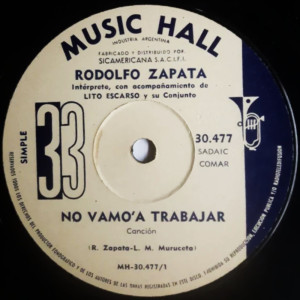 MUSIC HALL
INDUSTRIA ARGENTINA
FABRICADO Y DISTRIBUIDO POR
SICAMERICANA S.A.C.I.F.I.
RODOLFO ZAPATA
Intérprete, con acompañamiento de
LITO ESCARSO y su Conjunto
SIMPLE
33
30.477
SADAIC
COMAR
NO VAMO'A TRABAJAR
Canción
(R. Zapata-L. M. Muruceta)
MH-30.477/1